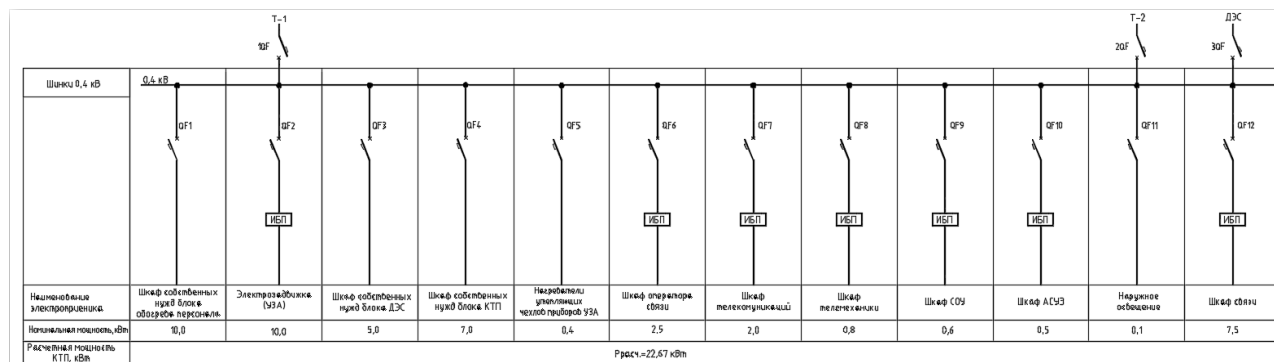 Т-1
Т-2
ДЭС
1QF
2QF
3QF
Шинки 0,4 кВ
0,4 кВ
QF1
QF2
QF3
QF4
QF5
QF6
QF7
QF8
QF9
QF10
QF11
QF12
ИБП
ИБП
ИБП
ИБП
ИБП
ИБП
ИБП
Наименование
электроприемника
Шкаф собственных
нужд блока
обогрева персонала
Электрозадвижка
(УЗА)
Шкаф собственных
нужд блока ДЭС
Шкаф собственных
нужд блока КТП
Нагреватели
утепляющих
чехлов приборов УЗА
Шкаф оператора
связи
Шкаф
телекоммуникаций
Шкаф
телемеханики
Шкаф СОУ
Шкаф АСУЭ
Наружное
освещение
Шкаф связи
Номинальная мощность, кВт
10,0
10,0
5,0
7,0
0,4
2,5
2,0
0,8
0,6
0,5
0,1
7,5
Расчетная мощность
КТП, кВт
Ррасч.=22,67 кВт